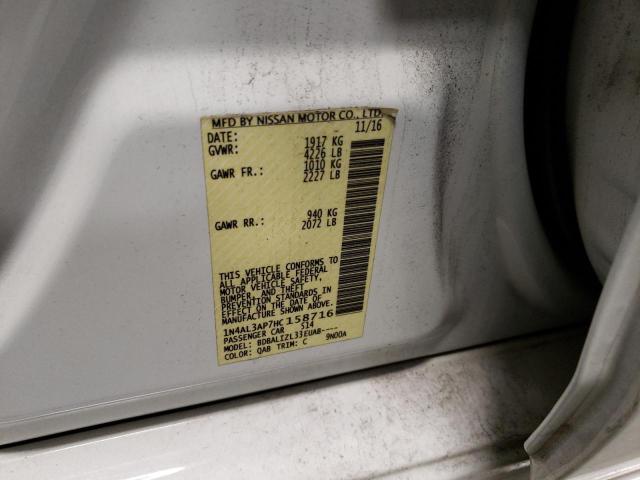 MFD BY NISSAN MOTOR CO., LTD.
DATE: 11/16
GVWR: 1917 KG
4226 LB
GAWR FR.: 1010 KG
2227 LB
GAWR RR.: 940 KG
2072 LB
THIS VEHICLE CONFORMS TO
ALL APPLICABLE FEDERAL
MOTOR VEHICLE SAFETY,
BUMPER, AND THEFT
PREVENTION STANDARDS IN
EFFECT ON THE DATE OF
MANUFACTURE.
1N4AL3AP7HC158716
PASSENGER CAR S14
MODEL: BDBALIZL33EUAB----
COLOR: QAB TRIM: C 9N00A